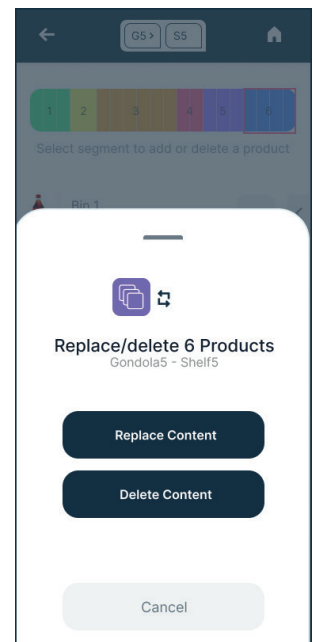 G5> S5
1 2 3 4 5 6
Select segment to add or delete a product
Bin 1
Replace/delete 6 Products
Gondola5 - Shelf5
Replace Content
Delete Content
Cancel